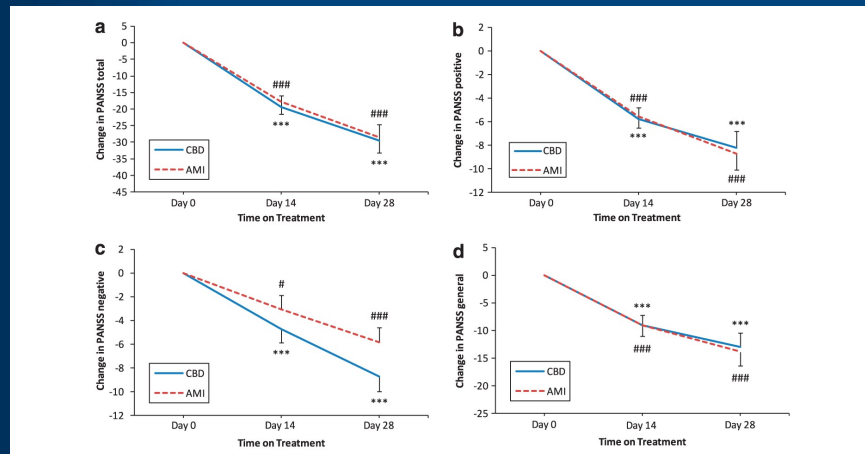 a
Change in PANSS total
5
0
-5
-10
-15
-20
-25
-30
-35
-40
-45
###
***
###
***
CBD
AMI
Day 0 Day 14 Day 28
Time on Treatment
b
Change in PANSS positive
2
0
-2
-4
-6
-8
-10
-12
###
***
***
###
CBD
AMI
Day 0 Day 14 Day 28
Time on Treatment
c
Change in PANSS negative
2
0
-2
-4
-6
-8
-10
-12
#
***
###
***
CBD
AMI
Day 0 Day 14 Day 28
Time on Treatment
d
Change in PANSS general
5
0
-5
-10
-15
-20
-25
***
###
***
###
CBD
AMI
Day 0 Day 14 Day 28
Time on Treatment